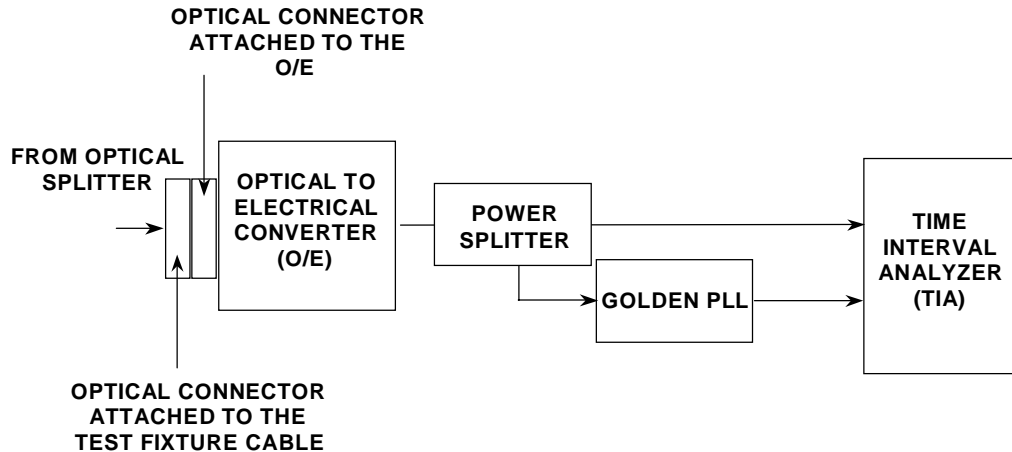 OPTICAL CONNECTOR
ATTACHED TO THE
O/E
FROM OPTICAL
SPLITTER
OPTICAL TO
ELECTRICAL
CONVERTER
(O/E)
POWER
SPLITTER
GOLDEN PLL
TIME
INTERVAL
ANALYZER
(TIA)
OPTICAL CONNECTOR
ATTACHED TO THE
TEST FIXTURE CABLE